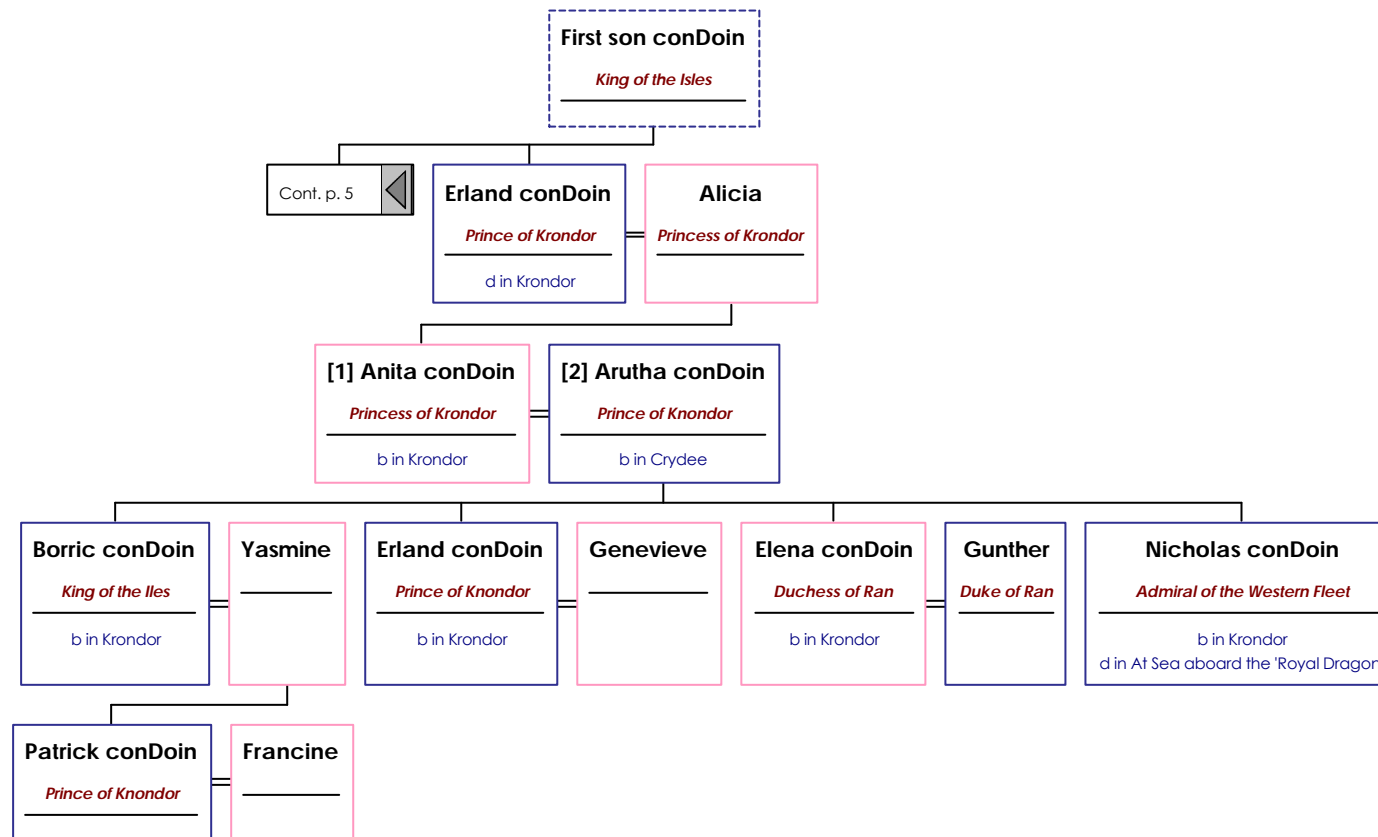 First son conDoin
King of the Isles
Cont. p. 5
Erland conDoin
Prince of Krondor
d in Krondor
Alicia
Princess of Krondor
[1] Anita conDoin
Princess of Krondor
b in Krondor
[2] Arutha conDoin
Prince of Knondor
b in Crydee
Borric conDoin
King of the Iles
b in Krondor
Yasmine
Erland conDoin
Prince of Knondor
b in Krondor
Genevieve
Elena conDoin
Duchess of Ran
b in Krondor
Gunther
Duke of Ran
Nicholas conDoin
Admiral of the Western Fleet
b in Krondor
d in At Sea aboard the 'Royal Dragon
Patrick conDoin
Prince of Knondor
Francine